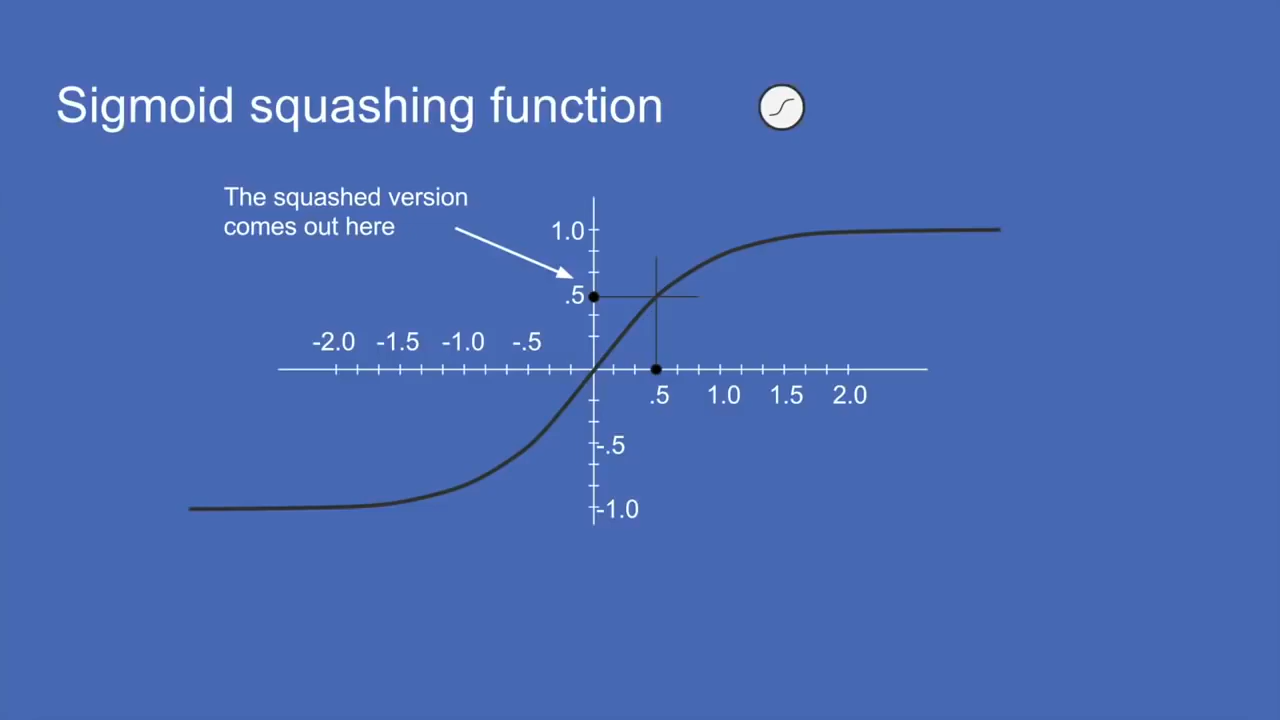 Sigmoid squashing function
The squashed version
comes out here
1.0
.5
-2.0 -1.5 -1.0 -.5
.5 1.0 1.5 2.0
-.5
-1.0